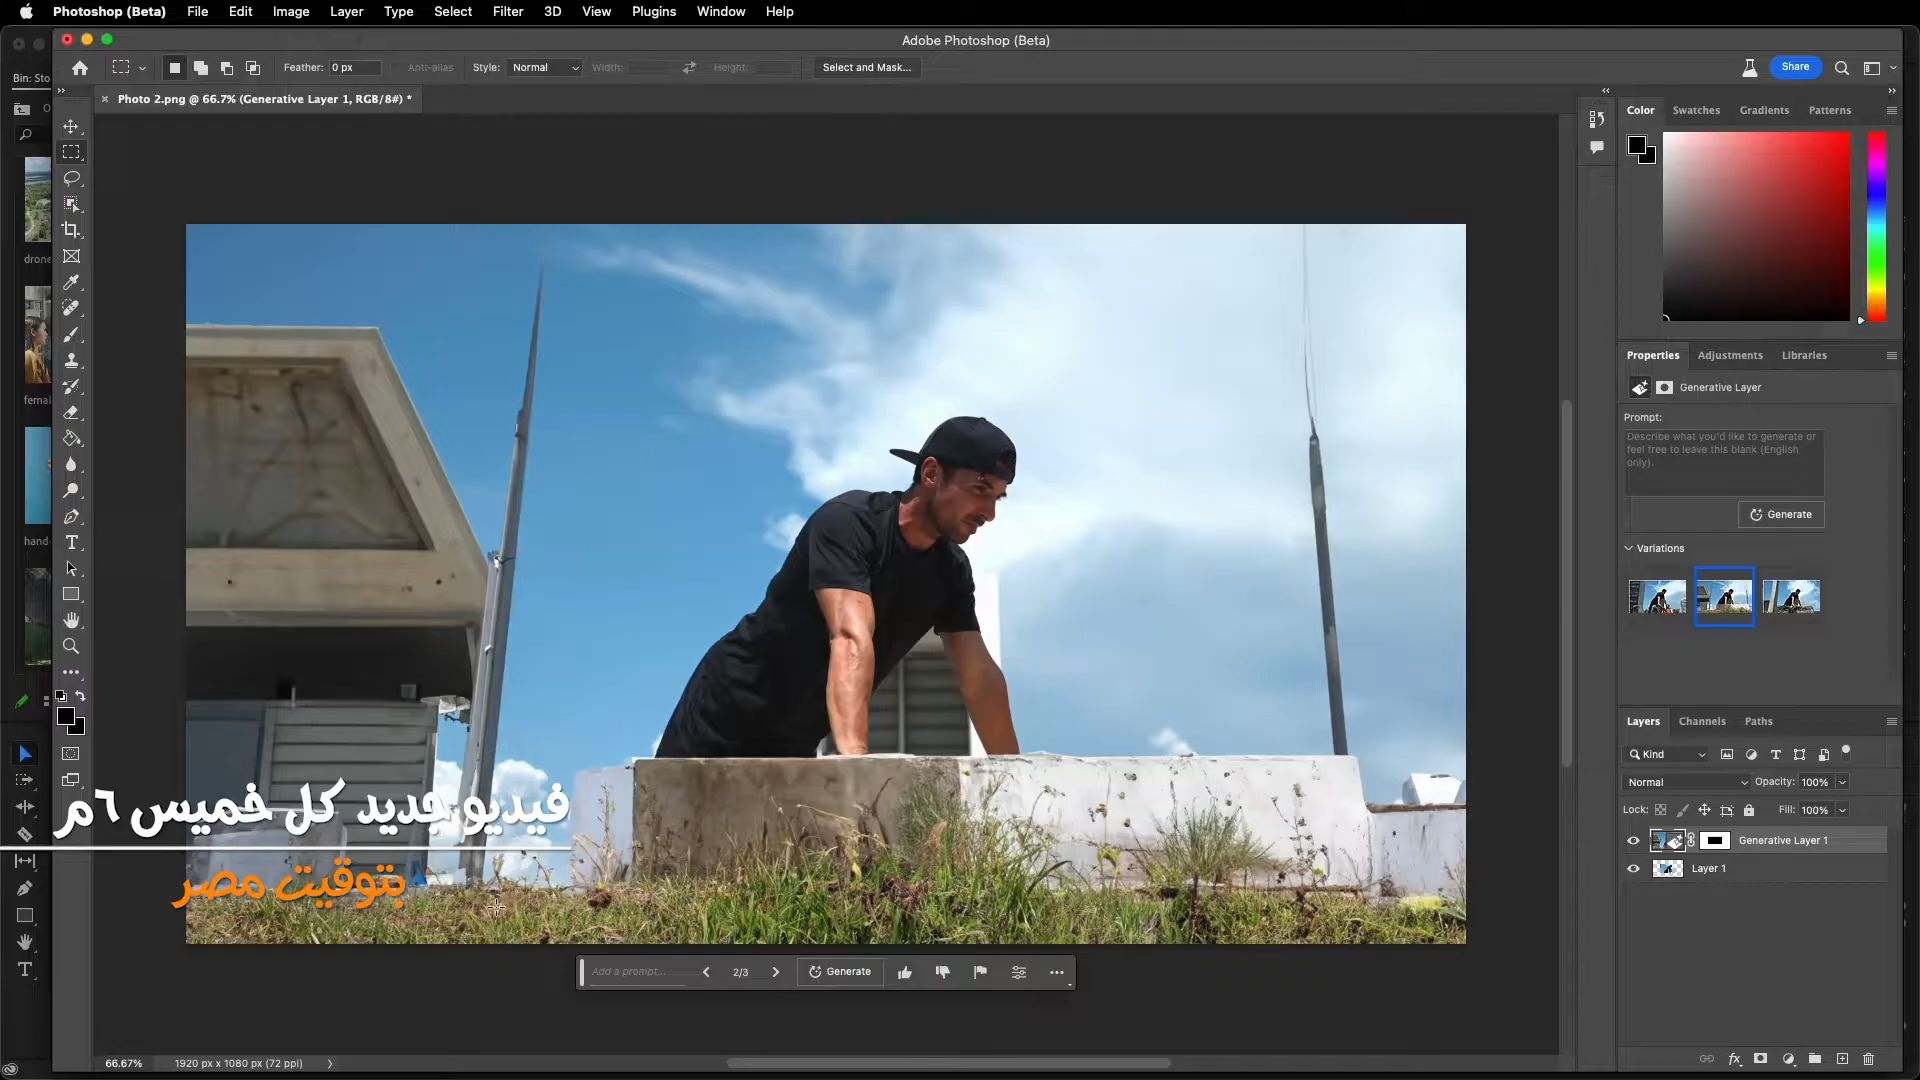 Photoshop (Beta) File Edit Image Layer Type Select Filter 3D View Plugins Window Help
Adobe Photoshop (Beta)
Bin: Sto
Feather: 0 px Anti-alias Style: Normal Width: Height: Select and Mask... Share
Photo 2.png @ 66.7% (Generative Layer 1, RGB/8#) *
Color Swatches Gradients Patterns
drone
femal
hand-
Properties Adjustments Libraries
Generative Layer
Prompt:
Describe what you'd like to generate or
feel free to leave this blank (English
only).
Generate
Variations
Layers Channels Paths
Kind
Normal Opacity: 100%
Lock: Fill: 100%
Generative Layer 1
Layer 1
فيديو جديد كل خميس ٦م
بتوقيت مصر
Add a prompt... 2/3 Generate
66.67% 1920 px x 1080 px (72 ppi)